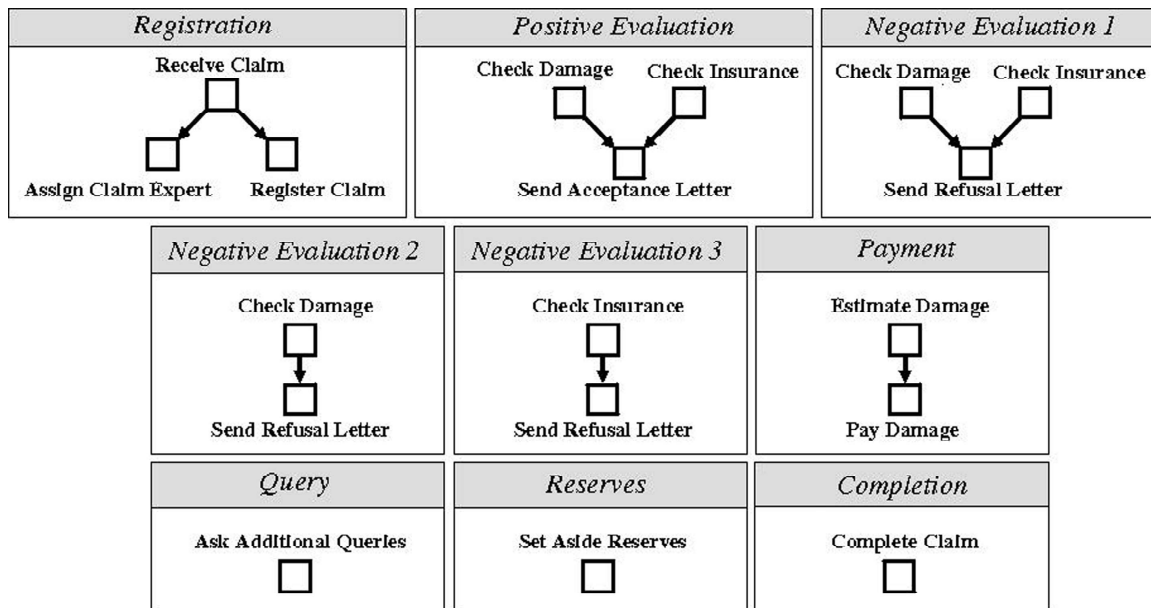 Registration
Receive Claim
Assign Claim Expert
Register Claim
Positive Evaluation
Check Damage
Check Insurance
Send Acceptance Letter
Negative Evaluation 1
Check Damage
Check Insurance
Send Refusal Letter
Negative Evaluation 2
Check Damage
Send Refusal Letter
Negative Evaluation 3
Check Insurance
Send Refusal Letter
Payment
Estimate Damage
Pay Damage
Query
Ask Additional Queries
Reserves
Set Aside Reserves
Completion
Complete Claim